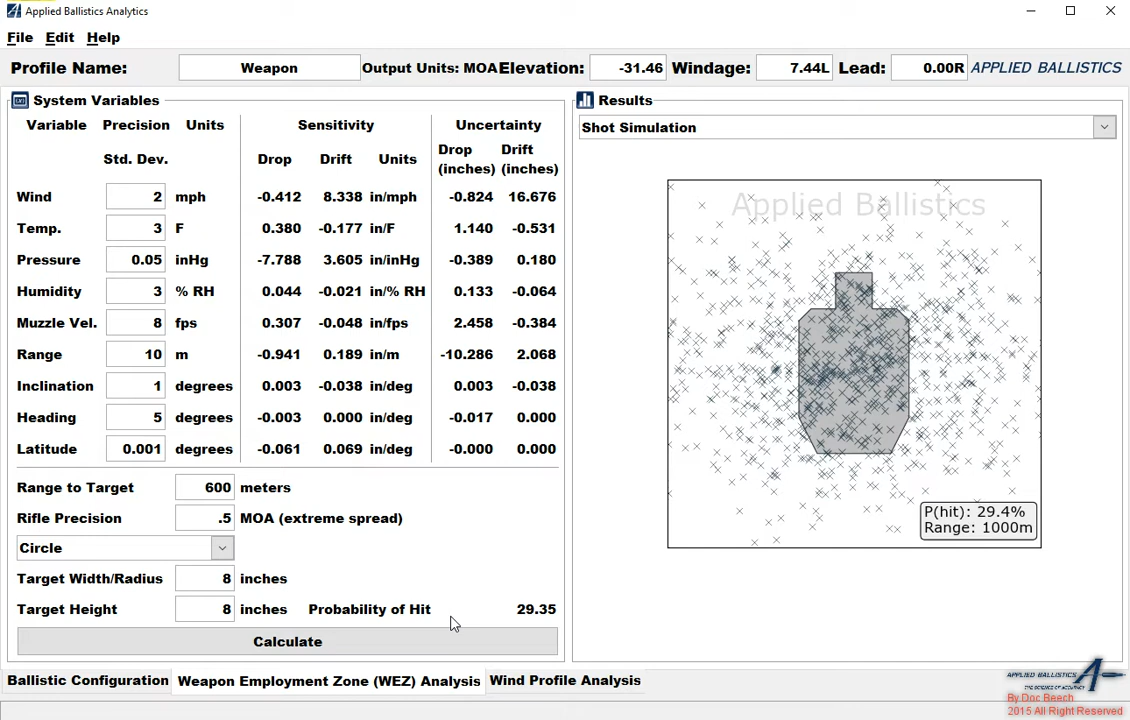 Applied Ballistics Analytics
File Edit Help
Profile Name: Weapon Output Units: MOA Elevation: -31.46 Windage: 7.44L Lead: 0.00R APPLIED BALLISTICS
System Variables
Variable Precision Units Sensitivity Uncertainty
Std. Dev. Drop Drift Units Drop (inches) Drift (inches)
Wind 2 mph -0.412 8.338 in/mph -0.824 16.676
Temp. 3 F 0.380 -0.177 in/F 1.140 -0.531
Pressure 0.05 inHg -7.788 3.605 in/inHg -0.389 0.180
Humidity 3 % RH 0.044 -0.021 in/% RH 0.133 -0.064
Muzzle Vel. 8 fps 0.307 -0.048 in/fps 2.458 -0.384
Range 10 m -0.941 0.189 in/m -10.286 2.068
Inclination 1 degrees 0.003 -0.038 in/deg 0.003 -0.038
Heading 5 degrees -0.003 0.000 in/deg -0.017 0.000
Latitude 0.001 degrees -0.061 0.069 in/deg -0.000 0.000
Range to Target 600 meters
Rifle Precision .5 MOA (extreme spread)
Circle
Target Width/Radius 8 inches
Target Height 8 inches Probability of Hit 29.35
Calculate
Results
Shot Simulation
Applied Ballistics
P(hit): 29.4%
Range: 1000m
Ballistic Configuration Weapon Employment Zone (WEZ) Analysis Wind Profile Analysis
APPLIED BALLISTICS
THE SCIENCE OF ACCURACY
By Doc Beech
2015 All Right Reserved